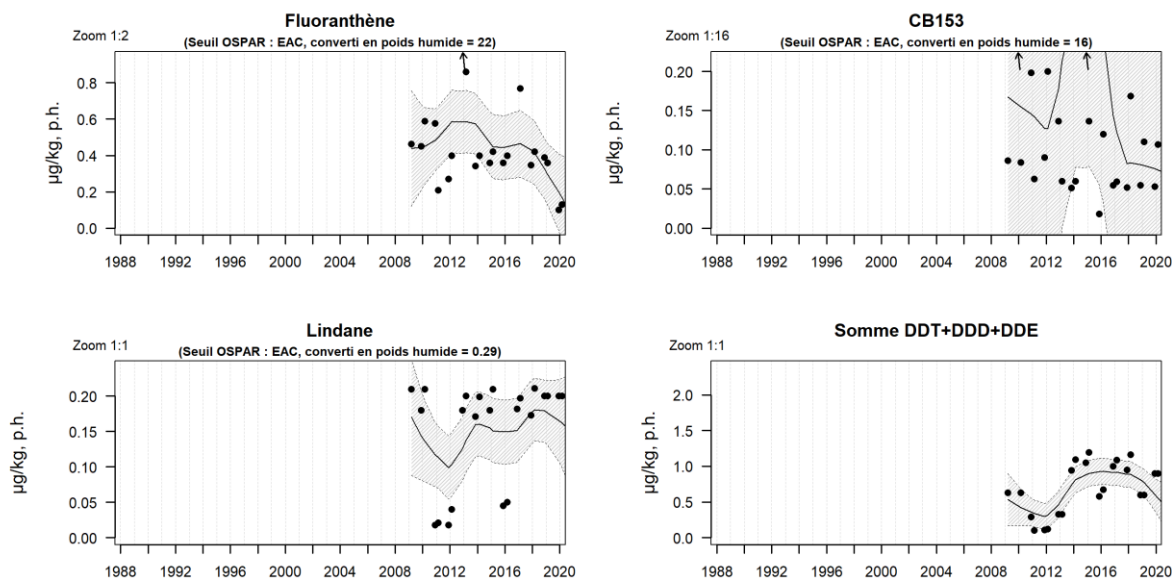 Fluoranthène
Zoom 1:2
(Seuil OSPAR : EAC, converti en poids humide = 22)
µg/kg, p.h.
0.8
0.6
0.4
0.2
0.0
1988 1992 1996 2000 2004 2008 2012 2016 2020
CB153
Zoom 1:16
(Seuil OSPAR : EAC, converti en poids humide = 16)
µg/kg, p.h.
0.20
0.15
0.10
0.05
0.00
1988 1992 1996 2000 2004 2008 2012 2016 2020
Lindane
Zoom 1:1
(Seuil OSPAR : EAC, converti en poids humide = 0.29)
µg/kg, p.h.
0.20
0.15
0.10
0.05
0.00
1988 1992 1996 2000 2004 2008 2012 2016 2020
Somme DDT+DDD+DDE
Zoom 1:1
µg/kg, p.h.
2.0
1.5
1.0
0.5
0.0
1988 1992 1996 2000 2004 2008 2012 2016 2020